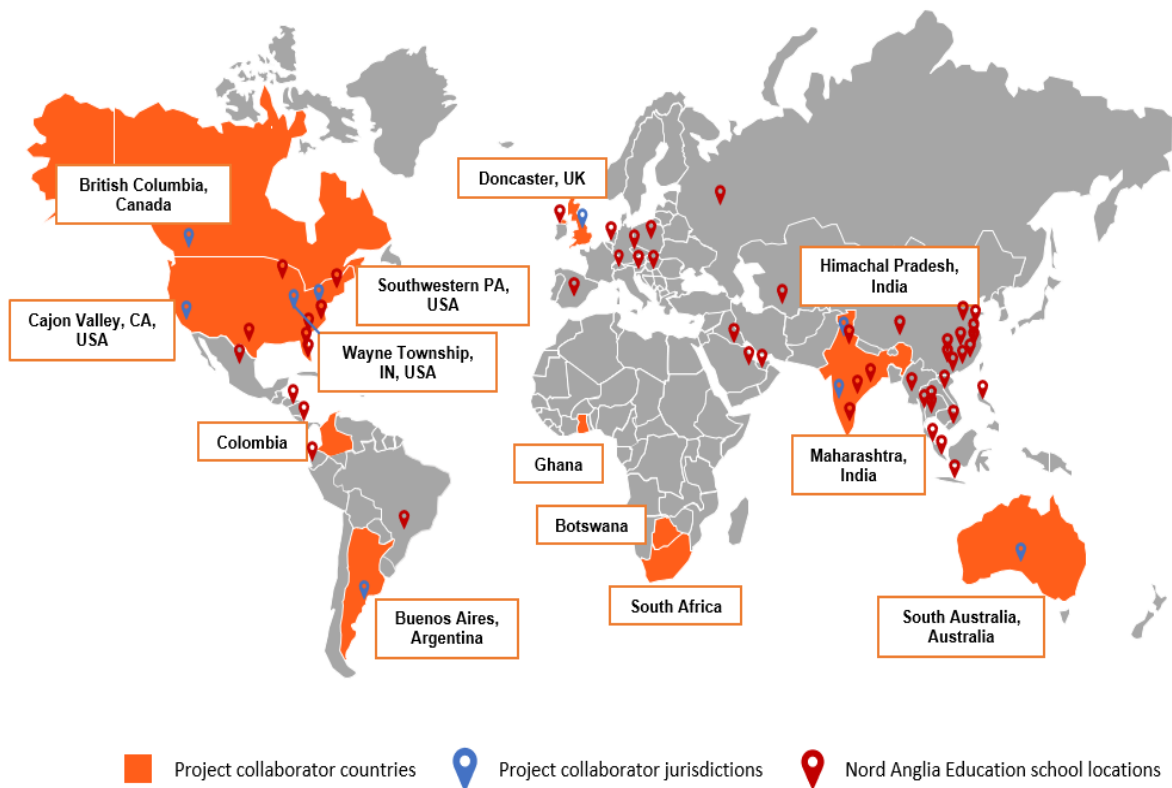 British Columbia,
Canada
Doncaster, UK
Himachal Pradesh,
India
Southwestern PA,
USA
Cajon Valley, CA,
USA
Wayne Township,
IN, USA
Colombia
Ghana
Maharashtra,
India
Botswana
South Africa
Buenos Aires,
Argentina
South Australia,
Australia
Project collaborator countries
Project collaborator jurisdictions
Nord Anglia Education school locations